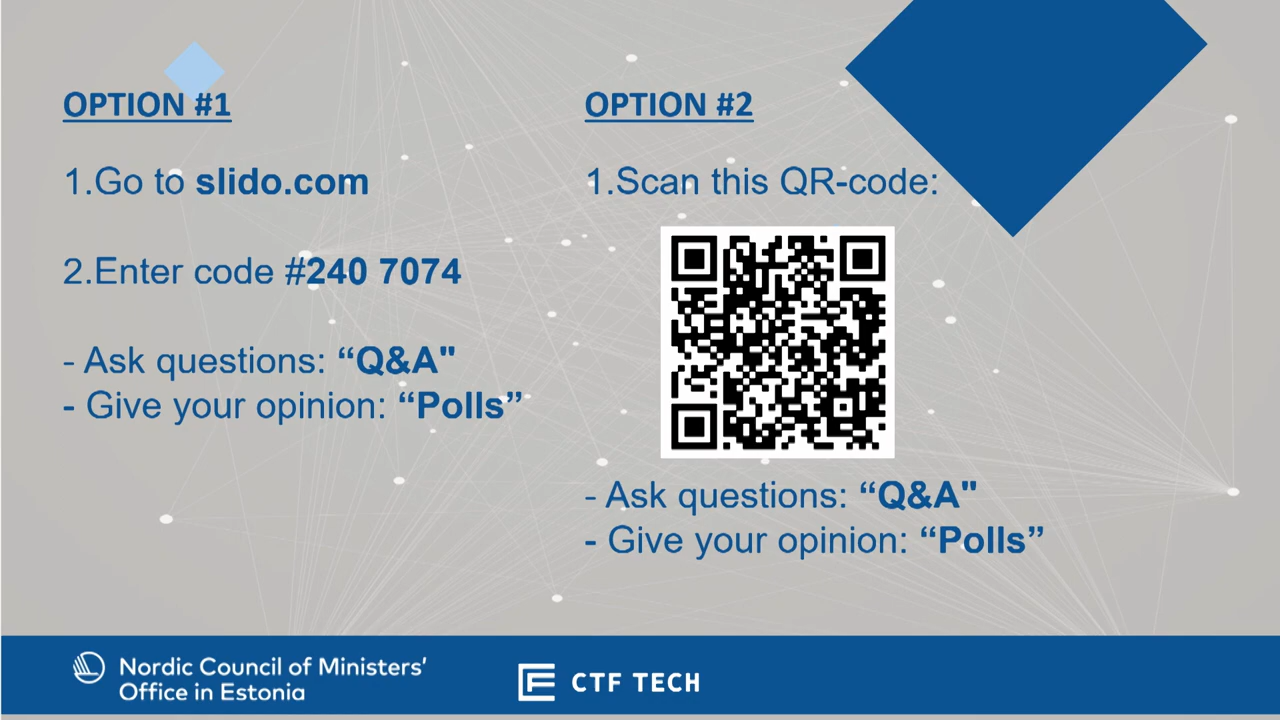 OPTION #1
1.Go to slido.com
2.Enter code #240 7074
- Ask questions: “Q&A"
- Give your opinion: “Polls”
OPTION #2
1.Scan this QR-code:
- Ask questions: “Q&A"
- Give your opinion: “Polls”
Nordic Council of Ministers’
Office in Estonia
CTF TECH